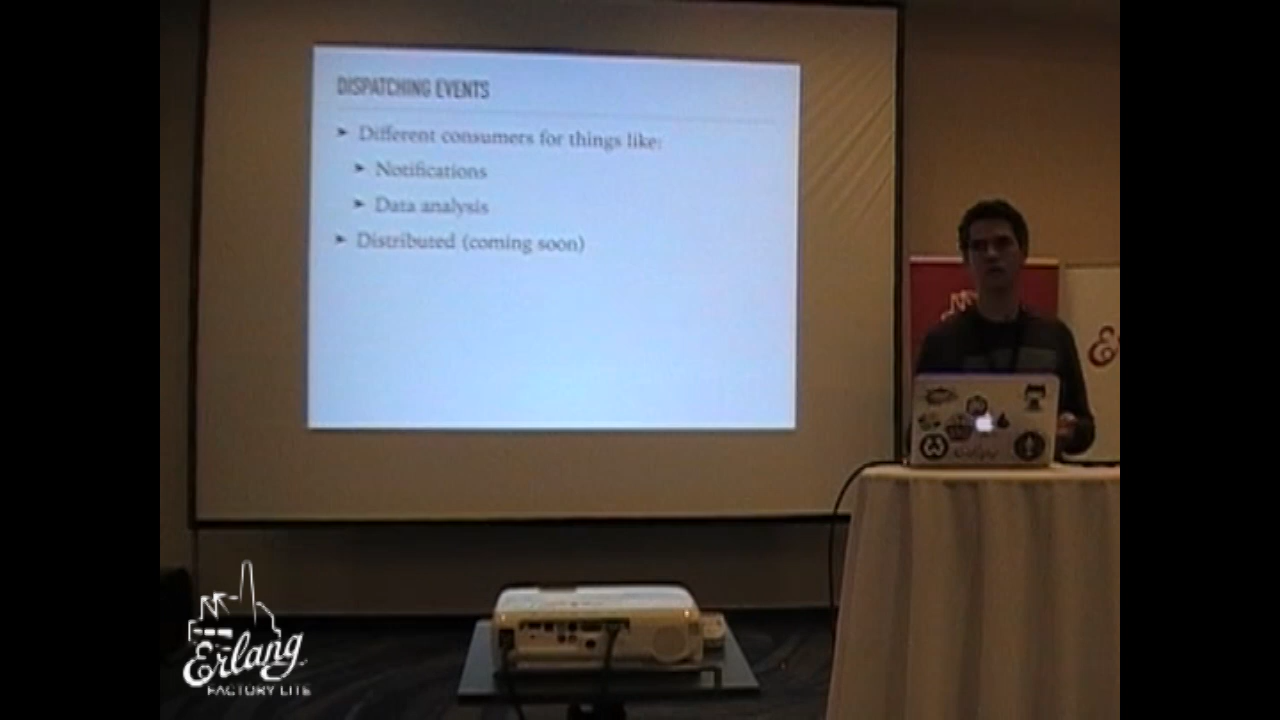 DISPATCHING EVENTS
➤ Different consumers for things like:
➤ Notifications
➤ Data analysis
➤ Distributed (coming soon)
Erlang
FACTORY LITE